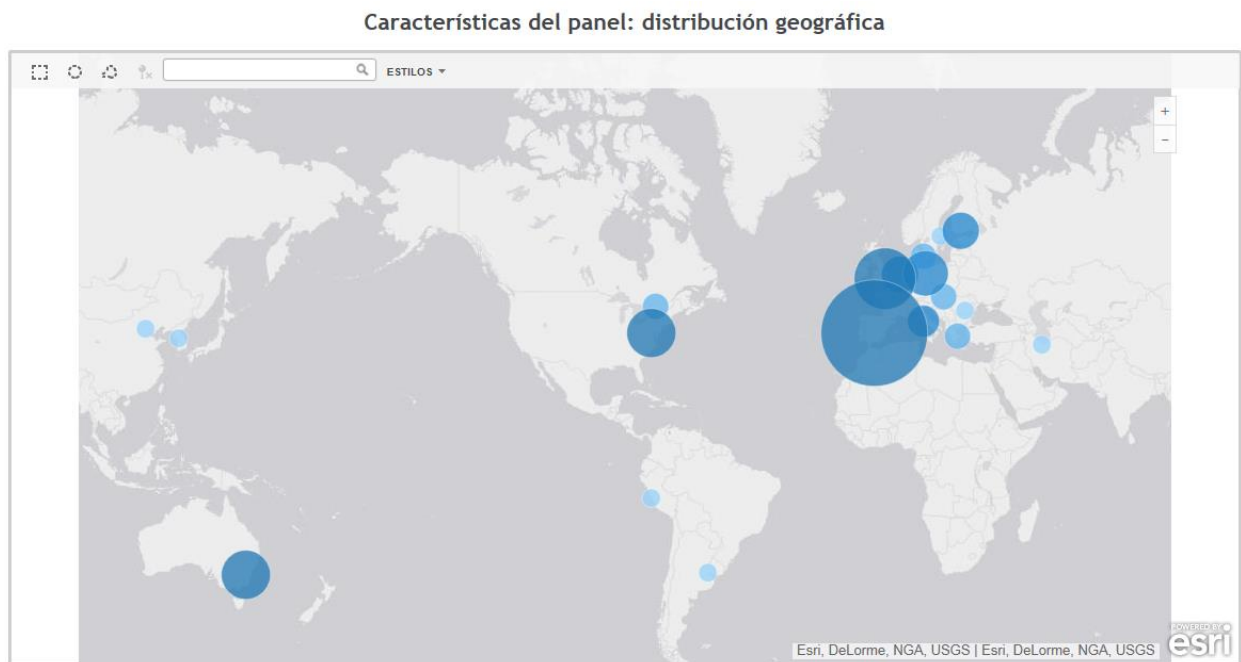 Características del panel: distribución geográfica
ESTILOS
+
−
Esri, DeLorme, NGA, USGS | Esri, DeLorme, NGA, USGS
POWERED BY
esri